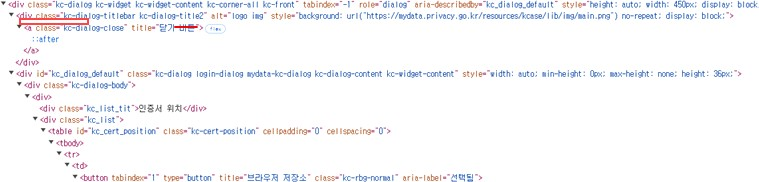 <div class="kc-dialog kc-widget kc-widget-content kc-corner-all kc-front" tabindex="-1" role="dialog" aria-describedby="kc_dialog_default" style="height: auto; width: 450px; display: block
<div class="kc-dialog-titlebar kc-dialog-title2" alt="logo img" style="background: url("https://mydata.privacy.go.kr/resources/kcase/lib/img/main.png") no-repeat; display: block;">
<a class="kc-dialog-close" title="닫기 버튼"> flex
::after
</a>
</div>
<div id="kc_dialog_default" class="dialog login-dialog mydata-kc-dialog kc-dialog-content kc-widget-content" style="width: auto; min-height: 0px; max-height: none; height: 36px;">
<div class="kc-dialog-body">
<div>
<div class="kc_list_tit">인증서 위치</div>
<div class="kc_list">
<table id="kc_cert_position" class="kc-cert-position" cellpadding="0" cellspacing="0">
<tbody>
<tr>
<td>
<button tabindex="1" type="button" title="브라우저 저장소" class="kc-rbg-normal" aria-label="선택됨">